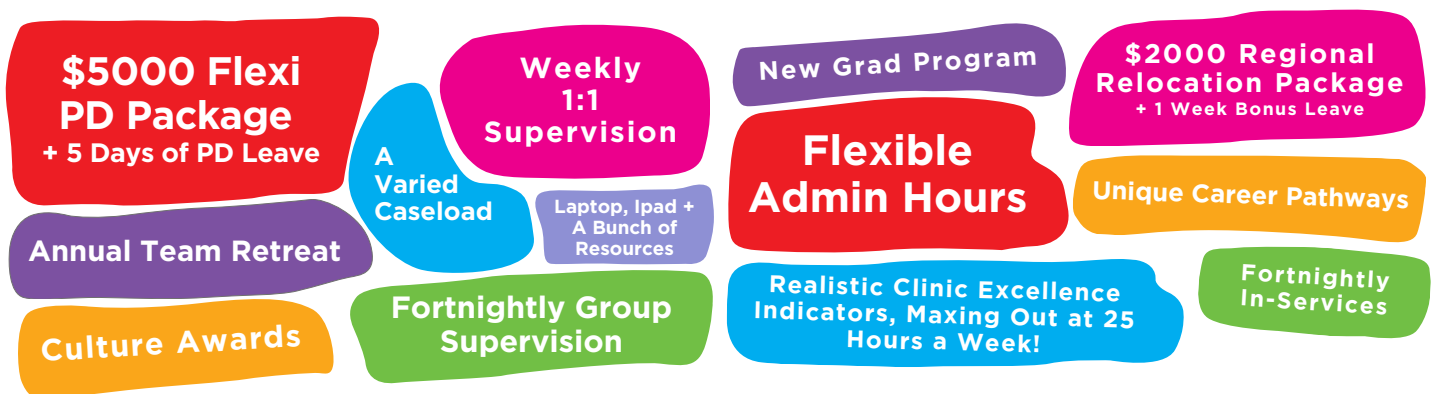 $5000 Flexi
PD Package
+ 5 Days of PD Leave
A
Varied
Caseload
Weekly
1:1
Supervision
Laptop, Ipad +
A Bunch of
Resources
Annual Team Retreat
Culture Awards
Fortnightly Group
Supervision
New Grad Program
$2000 Regional
Relocation Package
+ 1 Week Bonus Leave
Flexible
Admin Hours
Unique Career Pathways
Realistic Clinic Excellence
Indicators, Maxing Out at 25
Hours a Week!
Fortnightly
In-Services